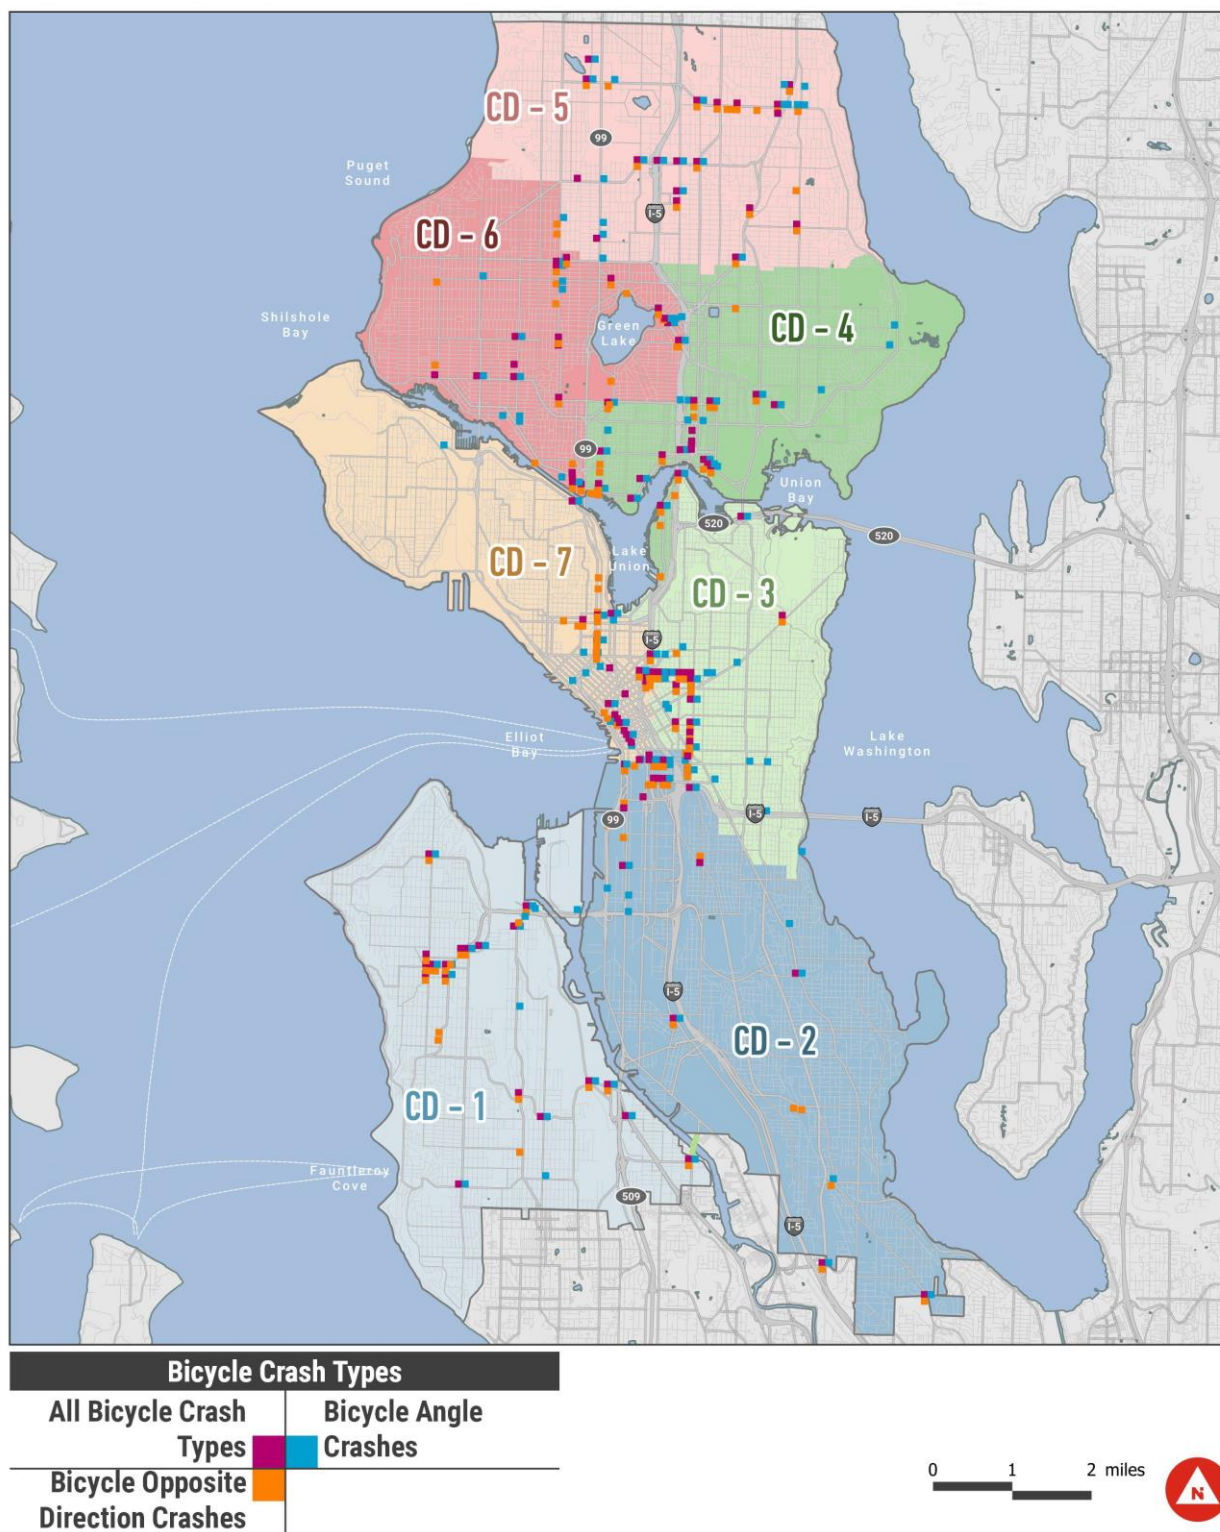 CD – 5
99
Puget
Sound
I-5
CD – 6
Shilshole
Bay
Green
Lake
CD – 4
99
Union
Bay
520
520
Lake
Union
CD – 7
CD – 3
I-5
Elliot
Bay
Lake
Washington
99
I-5
I-5
I-5
CD – 2
CD – 1
Fauntleroy
Cove
509
I-5
Bicycle Crash Types
All Bicycle Crash
Types
Bicycle Angle
Crashes
Bicycle Opposite
Direction Crashes
0 1 2 miles
N